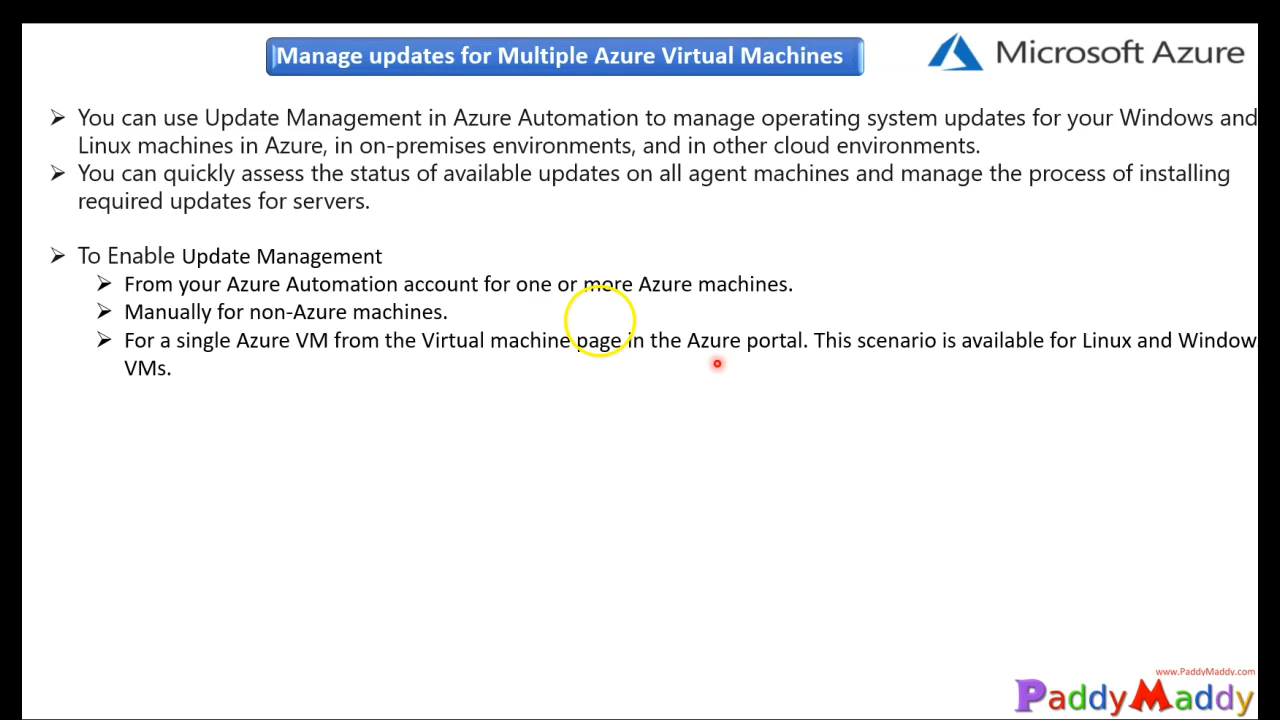 Manage updates for Multiple Azure Virtual Machines
Microsoft Azure
You can use Update Management in Azure Automation to manage operating system updates for your Windows and
Linux machines in Azure, in on-premises environments, and in other cloud environments.
You can quickly assess the status of available updates on all agent machines and manage the process of installing
required updates for servers.
To Enable Update Management
From your Azure Automation account for one or more Azure machines.
Manually for non-Azure machines.
For a single Azure VM from the Virtual machine page in the Azure portal. This scenario is available for Linux and Window
VMs.
www.PaddyMaddy.com
PaddyMaddy